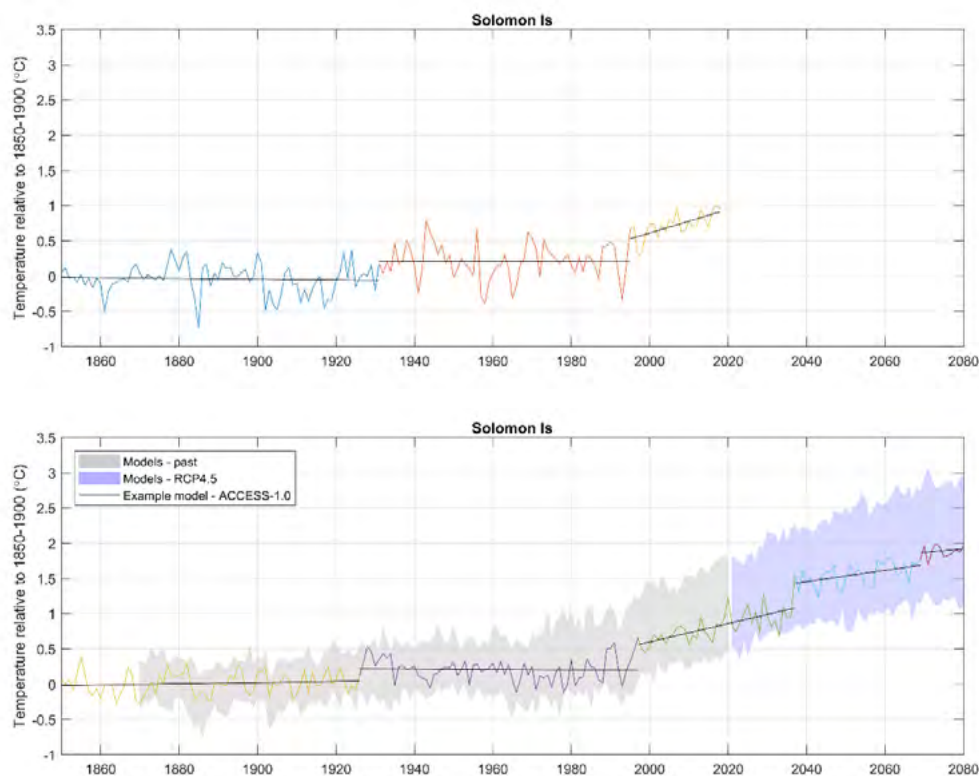 Solomon Is
Temperature relative to 1850-1900 (°C)
3.5
3
2.5
2
1.5
1
0.5
0
-0.5
-1
1860 1880 1900 1920 1940 1960 1980 2000 2020 2040 2060 2080
Solomon Is
Temperature relative to 1850-1900 (°C)
3.5
3
2.5
2
1.5
1
0.5
0
-0.5
-1
Models - past
Models - RCP4.5
Example model - ACCESS-1.0
1860 1880 1900 1920 1940 1960 1980 2000 2020 2040 2060 2080